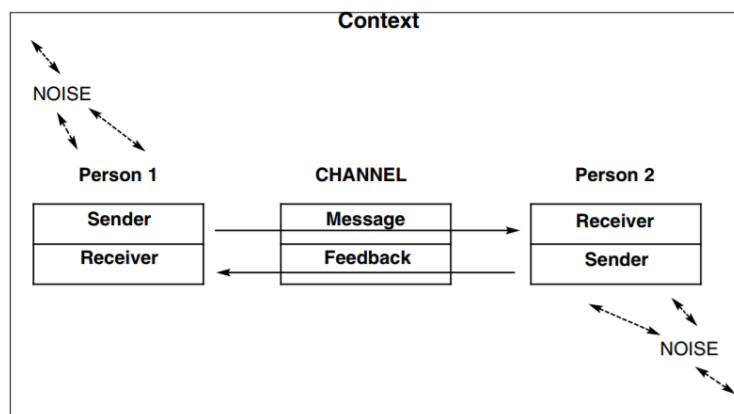 Context
NOISE
Person 1 CHANNEL Person 2
Sender Message Receiver
Receiver Feedback Sender
NOISE